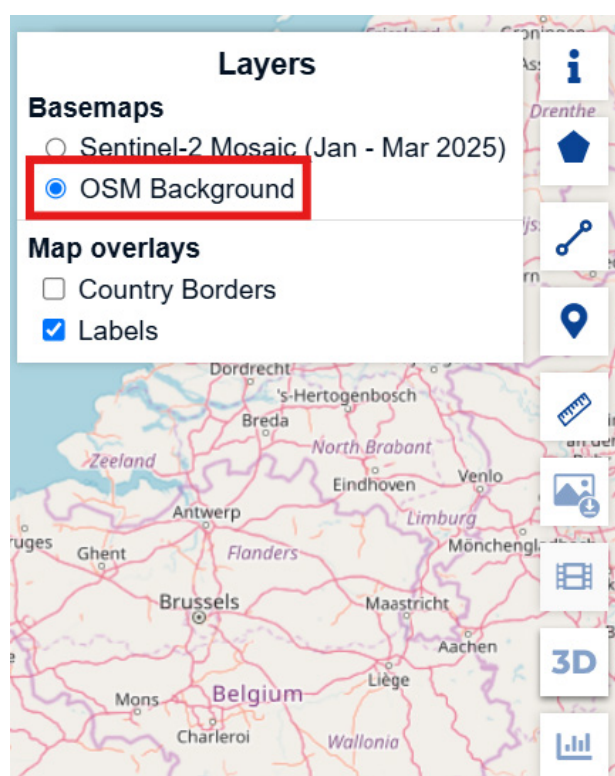 Layers
Basemaps
Sentinel-2 Mosaic (Jan - Mar 2025)
OSM Background
Map overlays
Country Borders
Labels
Drenthe
Dordrecht
's-Hertogenbosch
Breda
North Brabant
Zeeland
Eindhoven
Venlo
Antwerp
Limburg
Ghent
Flanders
Brussels
Maastricht
Aachen
3D
Liège
Mons
Belgium
Charleroi
Wallonia